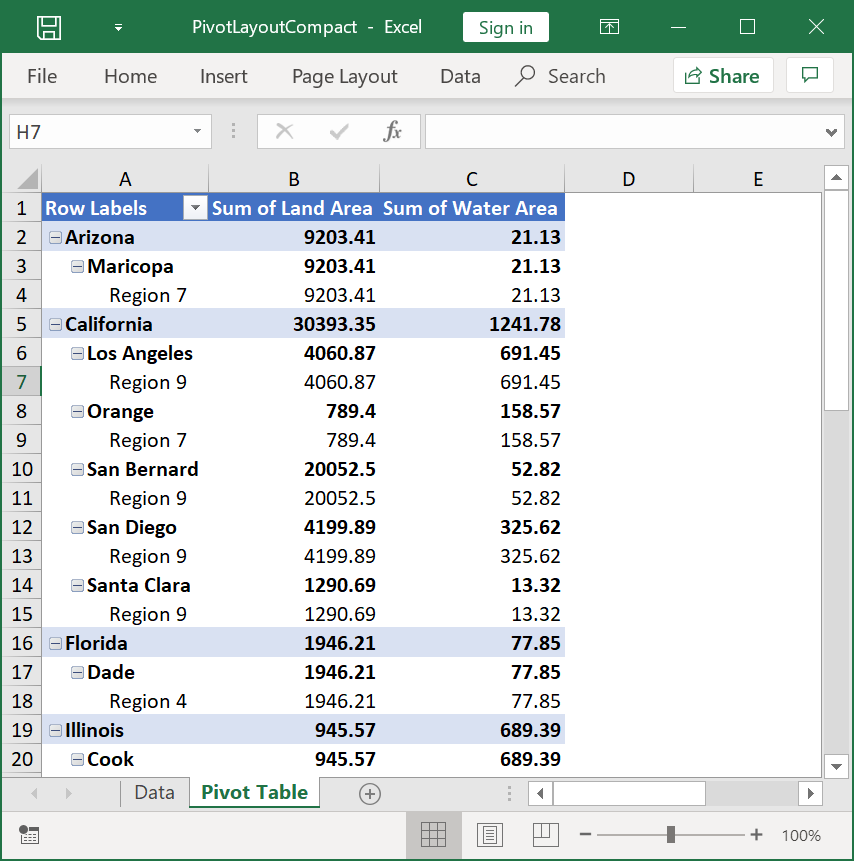 PivotLayoutCompact - Excel Sign in
File Home Insert Page Layout Data Search Share
H7 fx
A B C D E
1 Row Labels Sum of Land Area Sum of Water Area
2 Arizona 9203.41 21.13
3 Maricopa 9203.41 21.13
4 Region 7 9203.41 21.13
5 California 30393.35 1241.78
6 Los Angeles 4060.87 691.45
7 Region 9 4060.87 691.45
8 Orange 789.4 158.57
9 Region 7 789.4 158.57
10 San Bernard 20052.5 52.82
11 Region 9 20052.5 52.82
12 San Diego 4199.89 325.62
13 Region 9 4199.89 325.62
14 Santa Clara 1290.69 13.32
15 Region 9 1290.69 13.32
16 Florida 1946.21 77.85
17 Dade 1946.21 77.85
18 Region 4 1946.21 77.85
19 Illinois 945.57 689.39
20 Cook 945.57 689.39
Data Pivot Table
100%